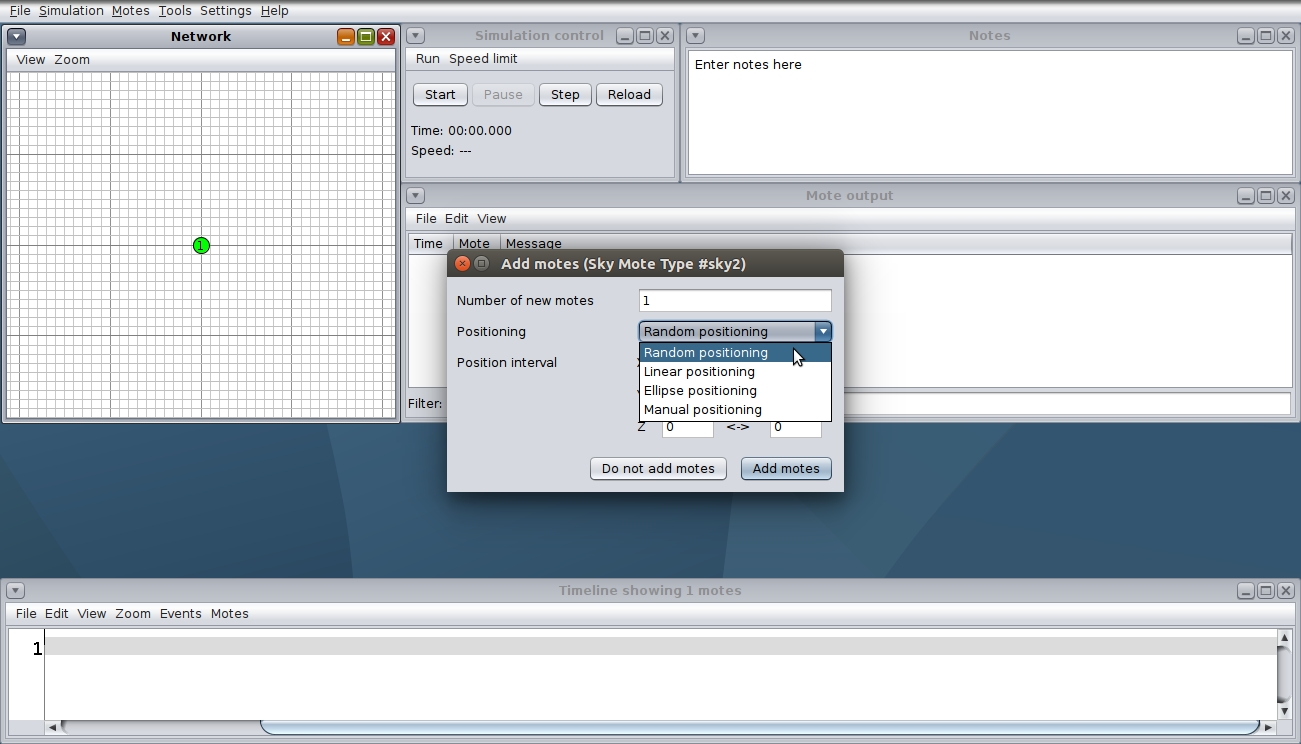 File Simulation Motes Tools Settings Help
Network
View Zoom
1
Simulation control
Run Speed limit
Start Pause Step Reload
Time: 00:00.000
Speed: ---
Notes
Enter notes here
Mote output
File Edit View
Time Mote Message
Filter:
Add motes (Sky Mote Type #sky2)
Number of new motes 1
Positioning Random positioning
Random positioning
Position interval
Linear positioning
Ellipse positioning
Manual positioning
Z 0 <-> 0
Do not add motes Add motes
Timeline showing 1 motes
File Edit View Zoom Events Motes
1